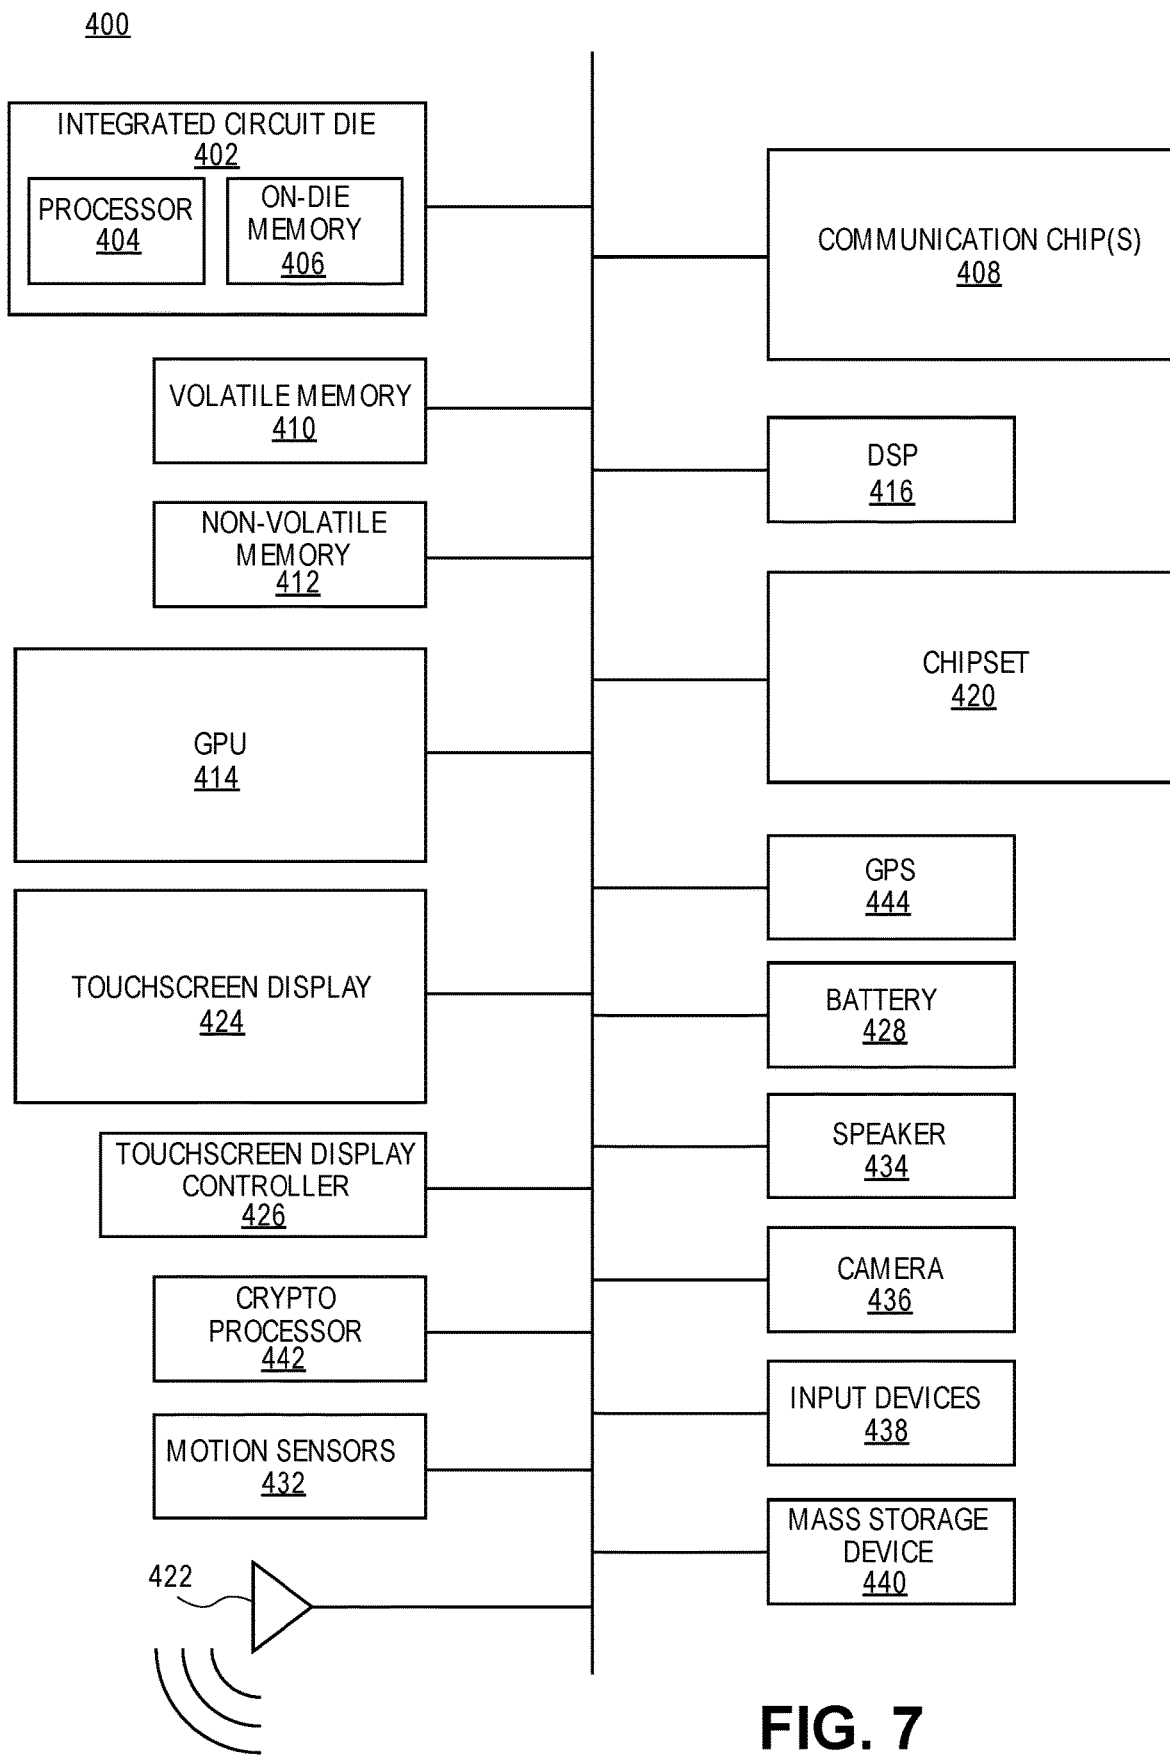 400
INTEGRATED CIRCUIT DIE
402
PROCESSOR
404
ON-DIE
MEMORY
406
COMMUNICATION CHIP(S)
408
VOLATILE MEMORY
410
DSP
416
NON-VOLATILE
MEMORY
412
CHIPSET
420
GPU
414
GPS
444
TOUCHSCREEN DISPLAY
424
BATTERY
428
SPEAKER
434
TOUCHSCREEN DISPLAY
CONTROLLER
426
CAMERA
436
CRYPTO
PROCESSOR
442
INPUT DEVICES
438
MOTION SENSORS
432
MASS STORAGE
DEVICE
440
422
FIG. 7